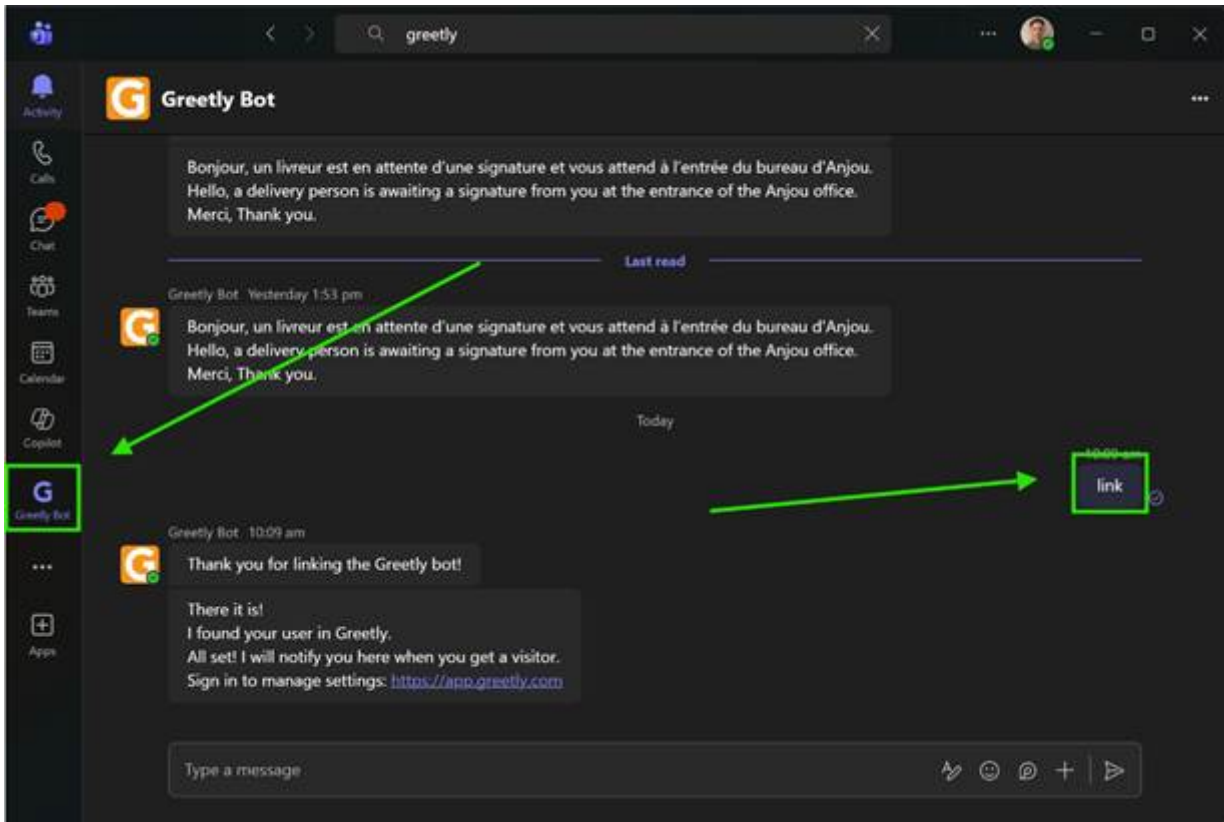 greetly
Activity
Calls
Chat
Teams
Calendar
Copilot
G
Greetly Bot
Apps
G
Greetly Bot
Bonjour, un livreur est en attente d'une signature et vous attend à l'entrée du bureau d'Anjou.
Hello, a delivery person is awaiting a signature from you at the entrance of the Anjou office.
Merci, Thank you.
Last read
Greetly Bot Yesterday 1:53 pm
G
Bonjour, un livreur est en attente d'une signature et vous attend à l'entrée du bureau d'Anjou.
Hello, a delivery person is awaiting a signature from you at the entrance of the Anjou office.
Merci, Thank you.
Today
10:09 am
link
Greetly Bot 10:09 am
G
Thank you for linking the Greetly bot!
There it is!
I found your user in Greetly.
All set! I will notify you here when you get a visitor.
Sign in to manage settings: https://app.greetly.com
Type a message